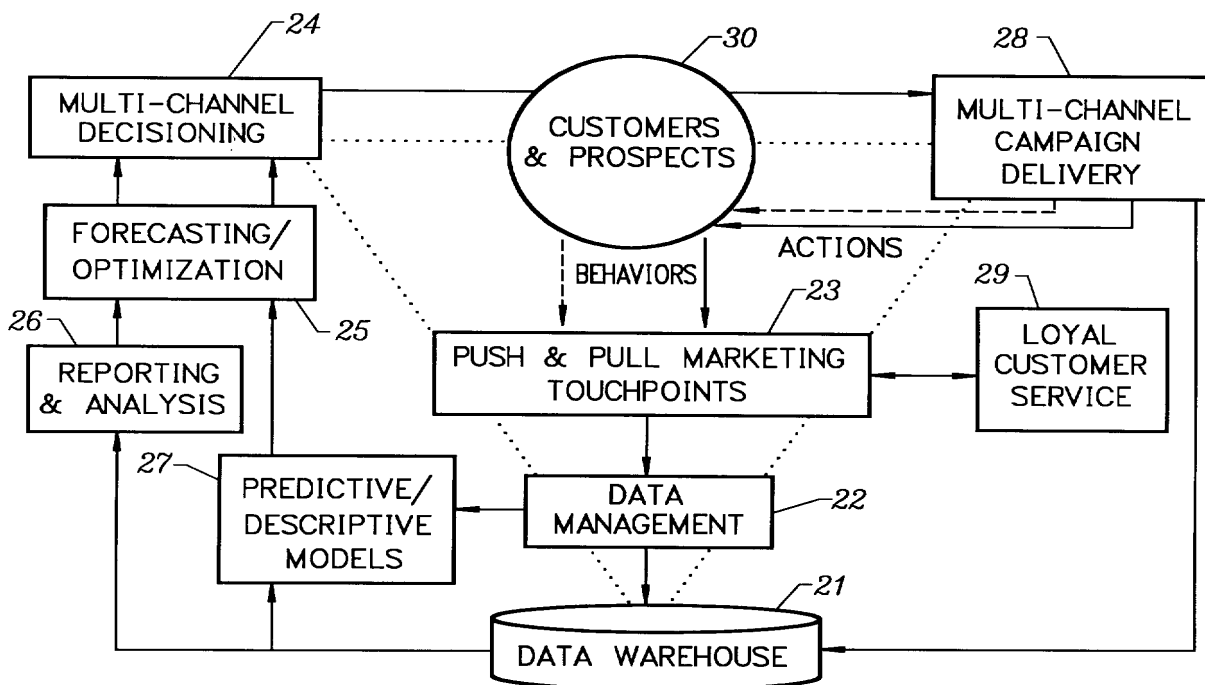 24
30
28
MULTI-CHANNEL
DECISIONING
CUSTOMERS
& PROSPECTS
MULTI-CHANNEL
CAMPAIGN
DELIVERY
FORECASTING/
OPTIMIZATION
25
BEHAVIORS
ACTIONS
23
29
26
REPORTING
& ANALYSIS
PUSH & PULL MARKETING
TOUCHPOINTS
LOYAL
CUSTOMER
SERVICE
27
PREDICTIVE/
DESCRIPTIVE
MODELS
DATA
MANAGEMENT
22
21
DATA WAREHOUSE